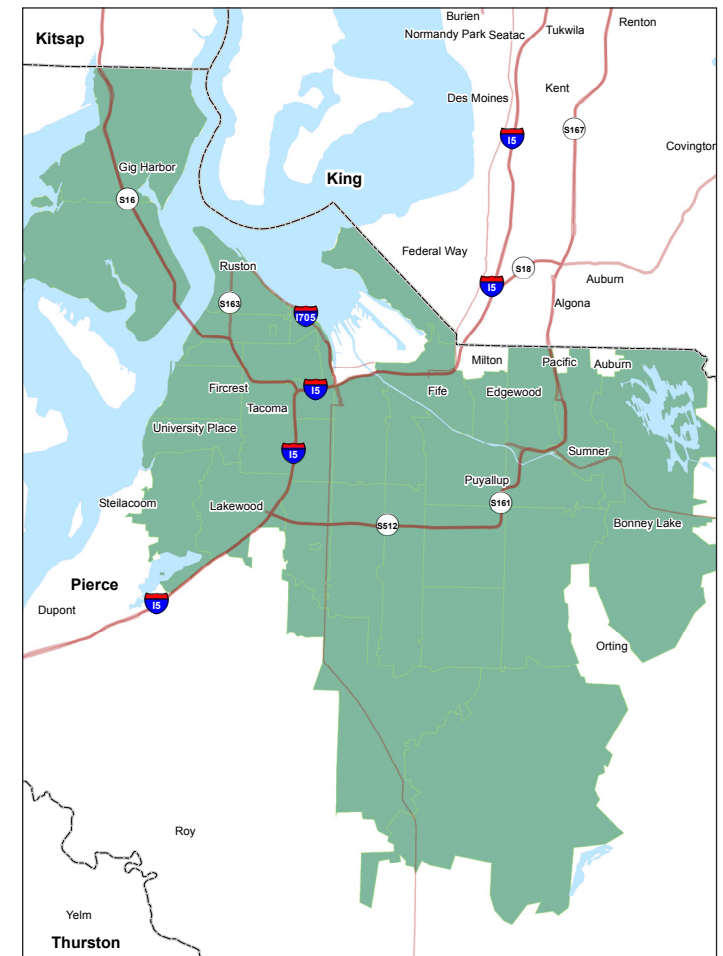 Burien
Renton
Normandy Park Seatac
Tukwila
Kitsap
Des Moines
Kent
S167
I5
Covington
Gig Harbor
King
S16
Federal Way
Ruston
S18
I5
Auburn
S163
Algona
I705
Milton
Pacific
Auburn
Fircrest
I5
Fife
Edgewood
Tacoma
University Place
I5
Sumner
Puyallup
Steilacoom
Lakewood
S161
S512
Bonney Lake
Pierce
Dupont
I5
Orting
Roy
Yelm
Thurston